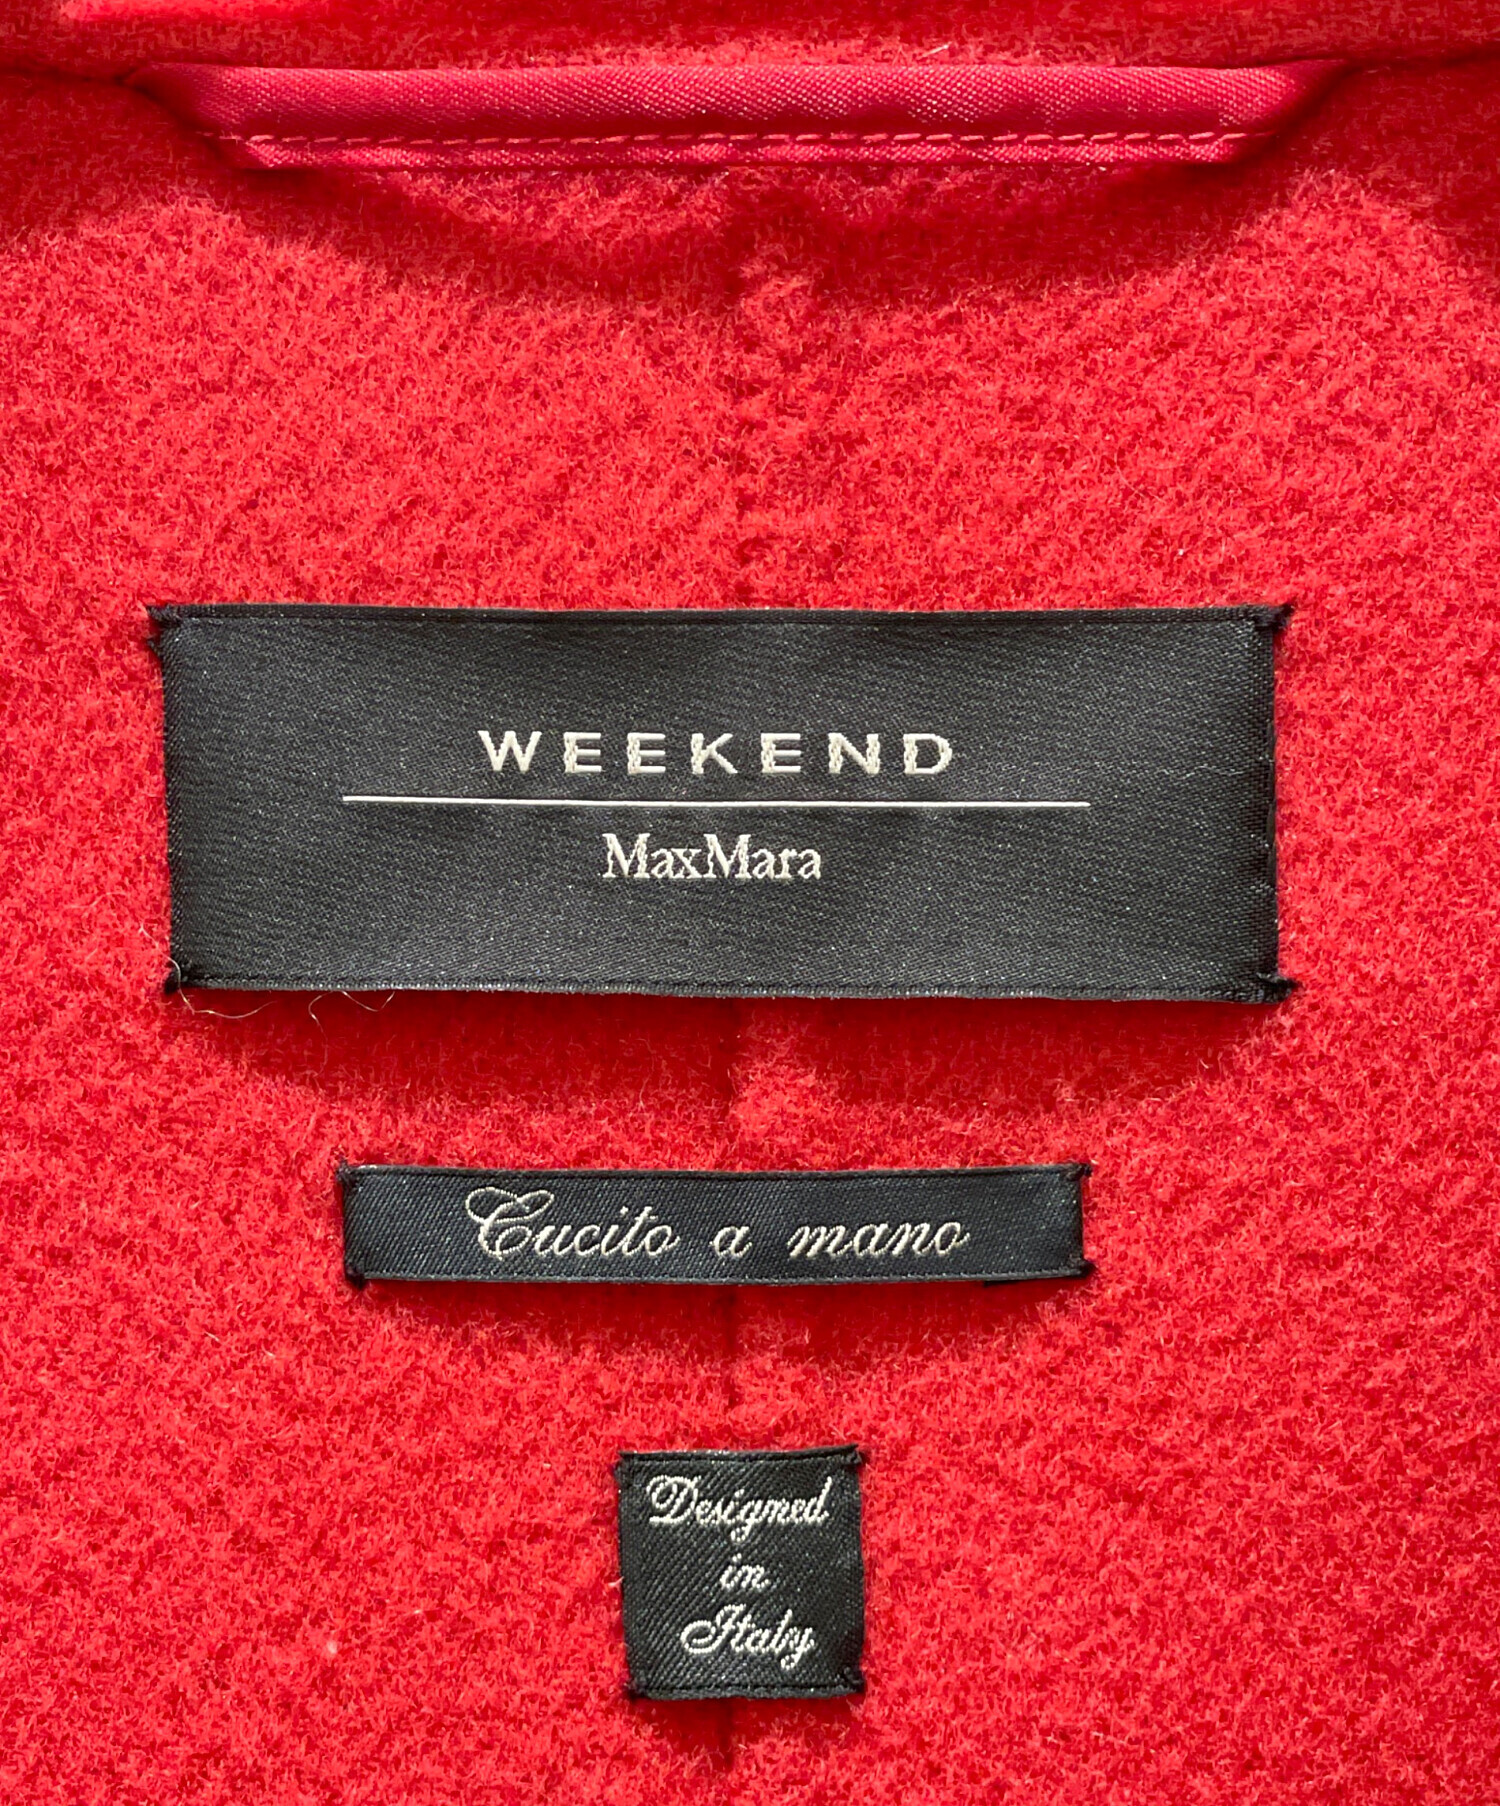 WEEKEND
MaxMara
Cucito a mano
Designed
in
Italy